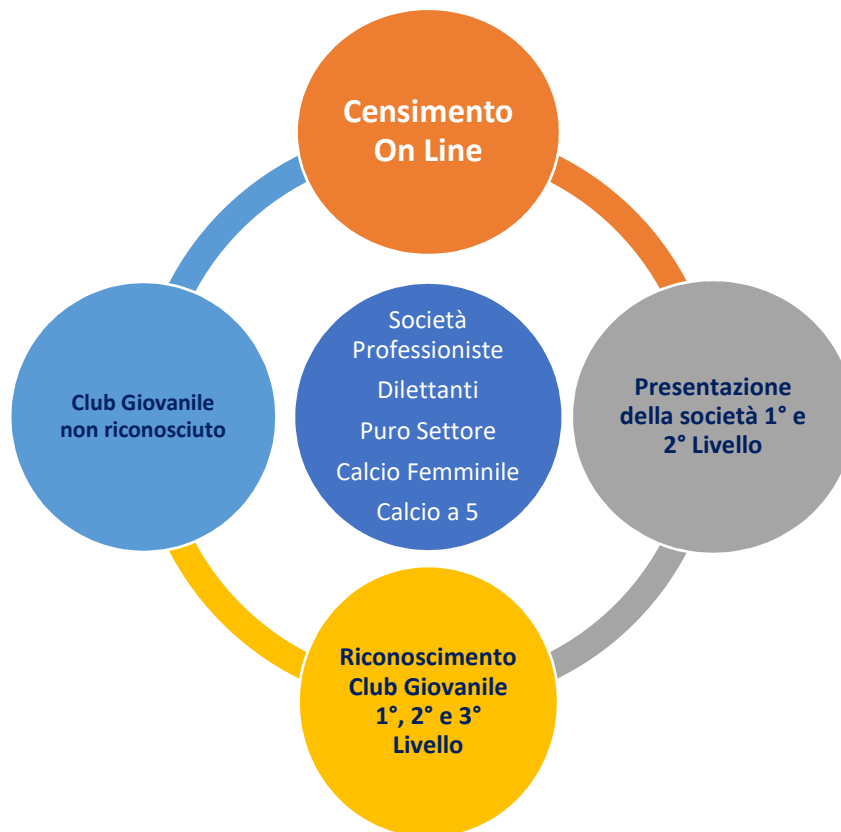 Censimento
On Line
Club Giovanile
non riconosciuto
Società
Professioniste
Dilettanti
Puro Settore
Calcio Femminile
Calcio a 5
Presentazione
della società 1° e
2° Livello
Riconoscimento
Club Giovanile
1°, 2° e 3°
Livello